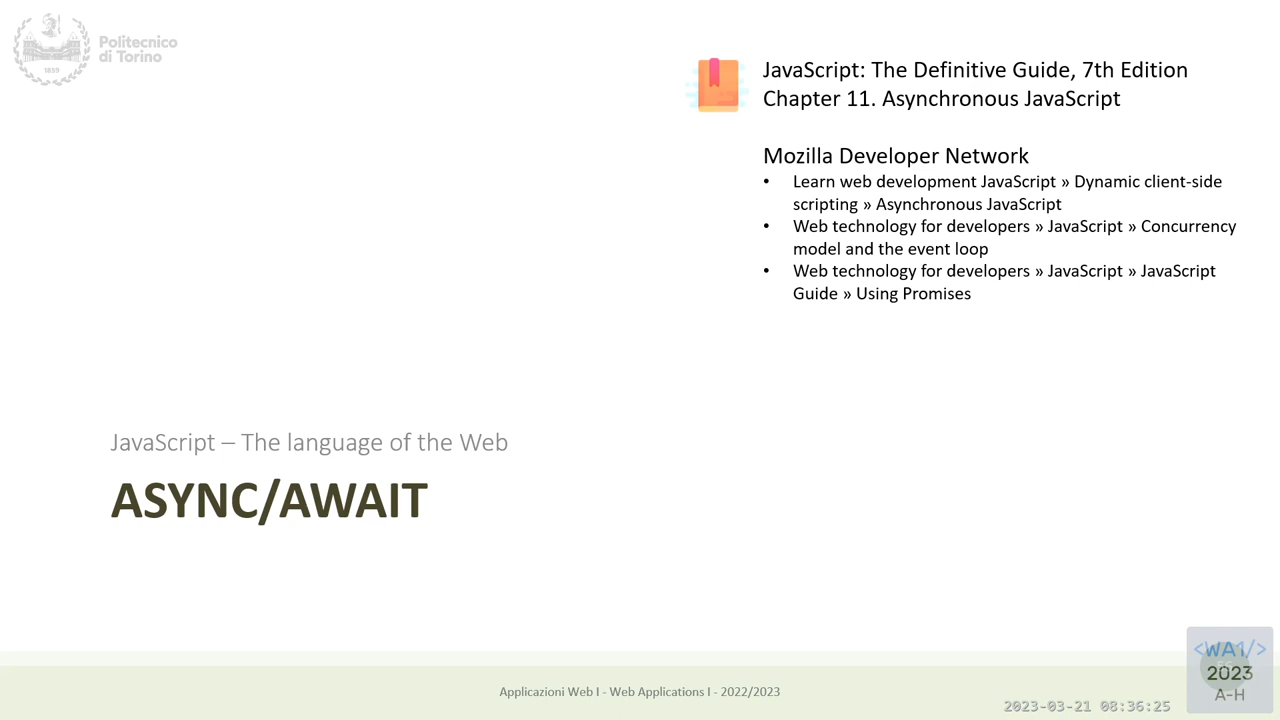 Politecnico
di Torino
1859
JavaScript: The Definitive Guide, 7th Edition
Chapter 11. Asynchronous JavaScript
Mozilla Developer Network
• Learn web development JavaScript » Dynamic client-side
scripting » Asynchronous JavaScript
• Web technology for developers » JavaScript » Concurrency
model and the event loop
• Web technology for developers » JavaScript » JavaScript
Guide » Using Promises
JavaScript – The language of the Web
ASYNC/AWAIT
Applicazioni Web I - Web Applications I - 2022/2023
2023-03-21 08:36:25
<WA1/>
2023
A-H